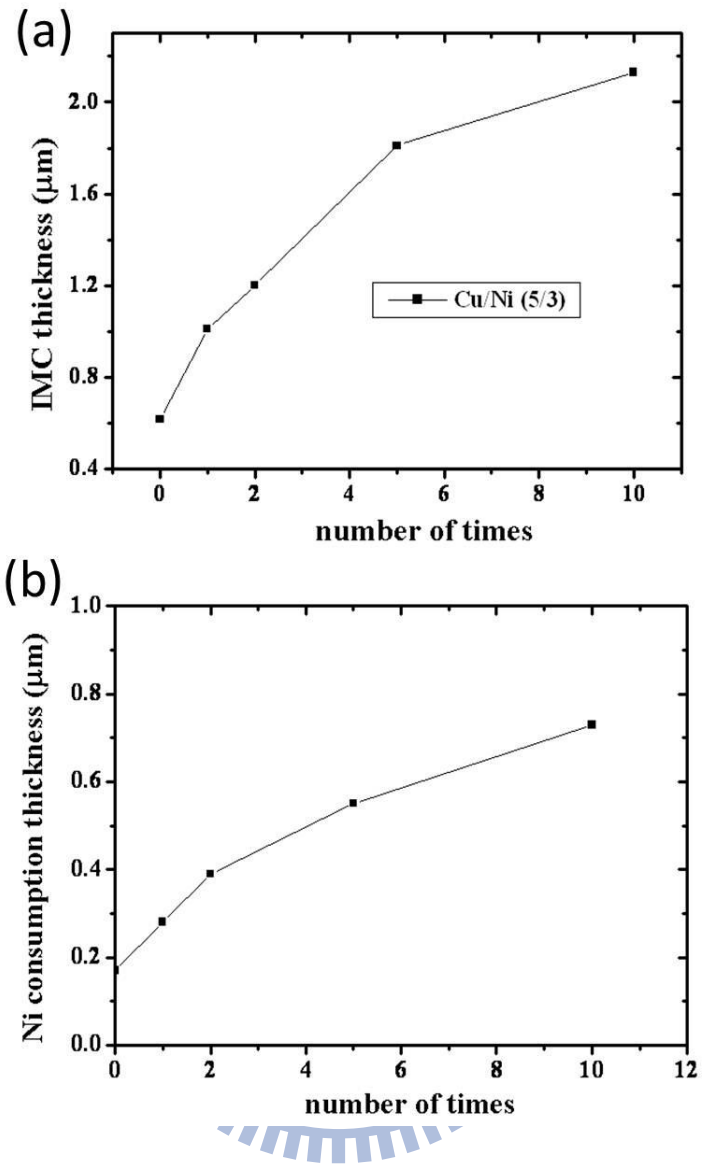 (a)
IMC thickness (μm)
2.0
1.6
1.2
0.8
0.4
Cu/Ni (5/3)
0 2 4 6 8 10
number of times
(b)
Ni consumption thickness (μm)
1.0
0.8
0.6
0.4
0.2
0.0
0 2 4 6 8 10 12
number of times